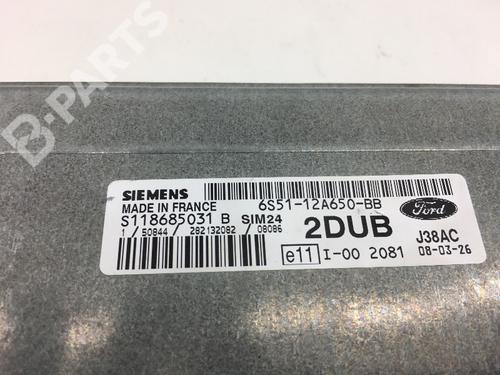 B-PARTS
SIEMENS
MADE IN FRANCE
6S51-12A650-BB
S118685031 B SIM24
1 / 50844 / 282132082 / 08086
2DUB
Ford
J38AC
e11 I-00 2081
08-03-26